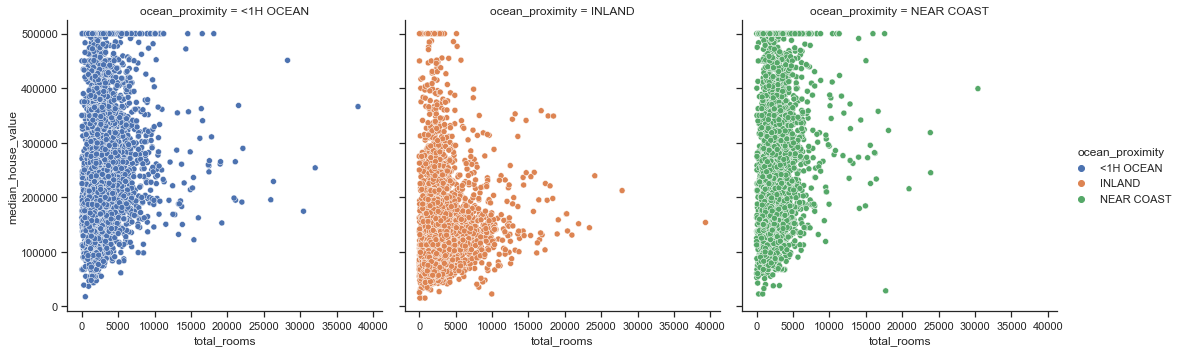 ocean_proximity = <1H OCEAN
ocean_proximity = INLAND
ocean_proximity = NEAR COAST
median_house_value
500000
400000
300000
200000
100000
0
0 5000 10000 15000 20000 25000 30000 35000 40000
0 5000 10000 15000 20000 25000 30000 35000 40000
0 5000 10000 15000 20000 25000 30000 35000 40000
total_rooms
total_rooms
total_rooms
ocean_proximity
<1H OCEAN
INLAND
NEAR COAST